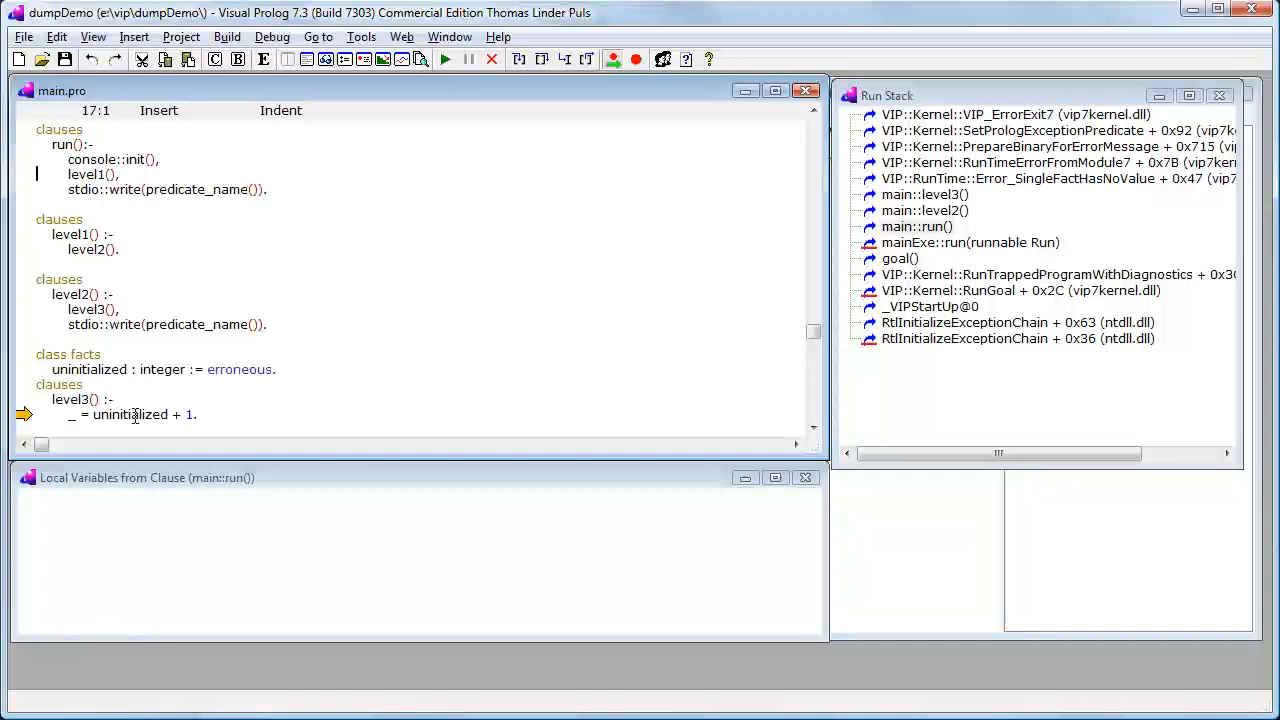 dumpDemo (e:\vip\dumpDemo\) - Visual Prolog 7.3 (Build 7303) Commercial Edition Thomas Linder Puls
File Edit View Insert Project Build Debug Go to Tools Web Window Help
main.pro
17:1 Insert Indent
clauses
run():-
console::init(),
level1(),
stdio::write(predicate_name()).
clauses
level1() :-
level2().
clauses
level2() :-
level3(),
stdio::write(predicate_name()).
class facts
uninitialized : integer := erroneous.
clauses
level3() :-
_ = uninitialized + 1.
Run Stack
VIP::Kernel::VIP_ErrorExit7 (vip7kernel.dll)
VIP::Kernel::SetPrologExceptionPredicate + 0x92 (vip7k
VIP::Kernel::PrepareBinaryForErrorMessage + 0x715 (vip
VIP::Kernel::RunTimeErrorFromModule7 + 0x7B (vip7kern
VIP::RunTime::Error_SingleFactHasNoValue + 0x47 (vip7
main::level3()
main::level2()
main::run()
mainExe::run(runnable Run)
goal()
VIP::Kernel::RunTrappedProgramWithDiagnostics + 0x30
VIP::Kernel::RunGoal + 0x2C (vip7kernel.dll)
_VIPStartUp@0
RtlInitializeExceptionChain + 0x63 (ntdll.dll)
RtlInitializeExceptionChain + 0x36 (ntdll.dll)
Local Variables from Clause (main::run())